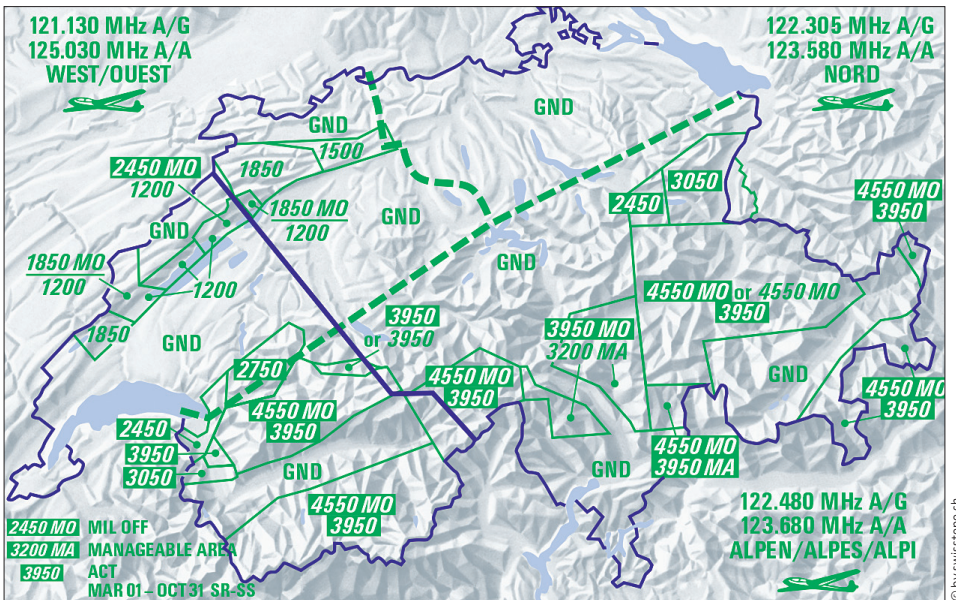 121.130 MHz A/G
125.030 MHz A/A
WEST/OUEST
122.305 MHz A/G
123.580 MHz A/A
NORD
GND
GND
1500
2450 MO
1200
1850
1850 MO
1200
GND
GND
3050
2450
4550 MO
3950
GND
1850 MO
1200
1200
4550 MO or 4550 MO
3950
1850
GND
3950
or 3950
3950 MO
3200 MA
2750
4550 MO
3950
GND
4550 MO
3950
4550 MO
3950
2450
3950
3050
GND
GND
4550 MO
3950 MA
4550 MO
3950
122.480 MHz A/G
123.680 MHz A/A
ALPEN/ALPES/ALPI
2450 MO MIL OFF
3200 MA MANAGEABLE AREA
3950 ACT
MAR 01 – OCT 31 SR-SS
© by swisstopo.ch